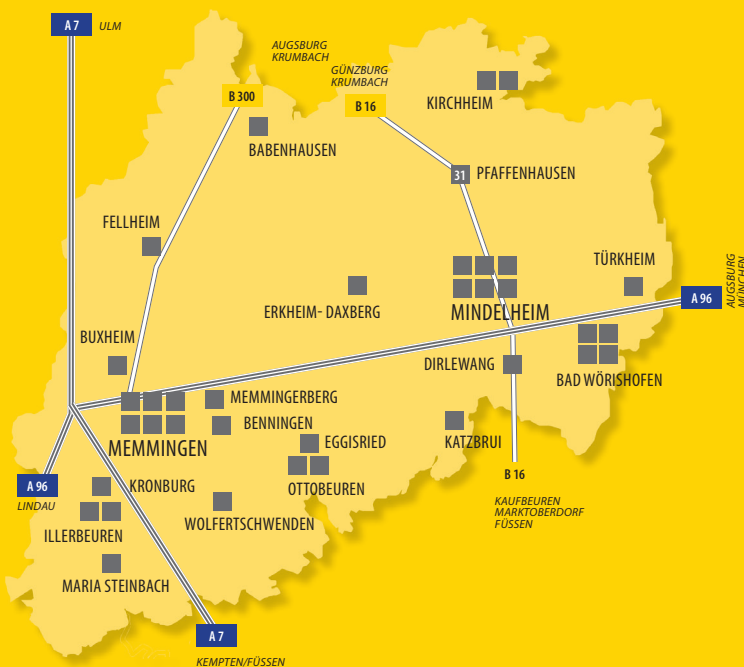 A 7
ULM
AUGSBURG
KRUMBACH
GÜNZBURG
KRUMBACH
B 300
B 16
KIRCHHEIM
BABENHAUSEN
31
PFAFFENHAUSEN
FELLHEIM
TÜRKHEIM
ERKHEIM- DAXBERG
MINDELHEIM
A 96
AUGSBURG
MÜNCHEN
BUXHEIM
DIRLEWANG
BAD WÖRISHOFEN
MEMMINGERBERG
BENNINGEN
MEMMINGEN
EGGISRIED
KATZBRUI
A 96
LINDAU
KRONBURG
OTTOBEUREN
B 16
KAUFBEUREN
MARKTOBERDORF
FÜSSEN
ILLERBEUREN
WOLFERTSCHWENDEN
MARIA STEINBACH
A 7
KEMPTEN/FÜSSEN